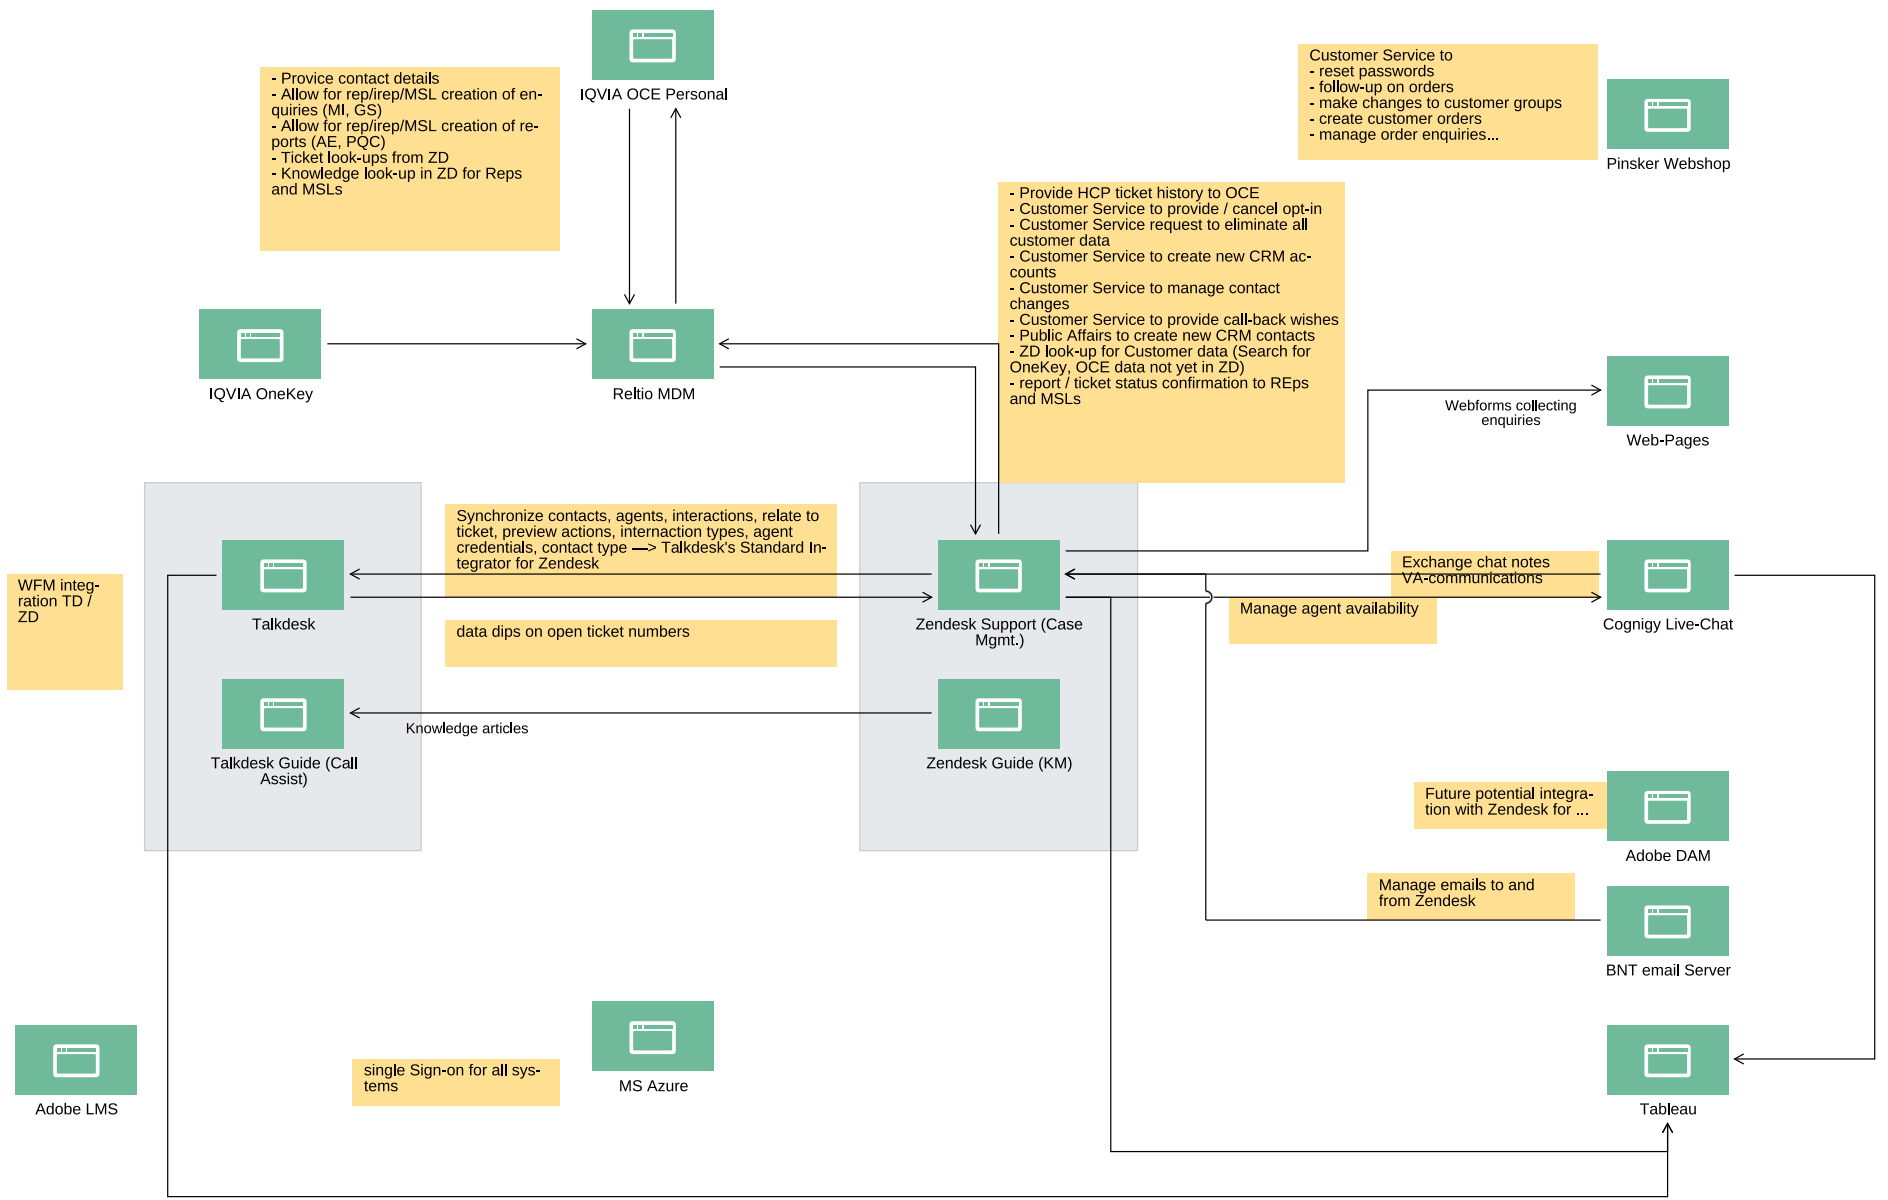 - Provice contact details
- Allow for rep/irep/MSL creation of en-
quiries (MI, GS)
- Allow for rep/irep/MSL creation of re-
ports (AE, PQC)
- Ticket look-ups from ZD
- Knowledge look-up in ZD for Reps
and MSLs
IQVIA OCE Personal
Customer Service to
- reset passwords
- follow-up on orders
- make changes to customer groups
- create customer orders
- manage order enquiries...
Pinsker Webshop
- Provide HCP ticket history to OCE
- Customer Service to provide / cancel opt-in
- Customer Service request to eliminate all
customer data
- Customer Service to create new CRM ac-
counts
- Customer Service to manage contact
changes
- Customer Service to provide call-back wishes
- Public Affairs to create new CRM contacts
- ZD look-up for Customer data (Search for
OneKey, OCE data not yet in ZD)
- report / ticket status confirmation to REps
and MSLs
IQVIA OneKey
Reltio MDM
Webforms collecting
enquiries
Web-Pages
Synchronize contacts, agents, interactions, relate to
ticket, preview actions, internaction types, agent
credentials, contact type —> Talkdesk's Standard In-
tegrator for Zendesk
WFM integ-
ration TD /
ZD
Talkdesk
data dips on open ticket numbers
Zendesk Support (Case
Mgmt.)
Exchange chat notes
VA-communications
Manage agent availability
Cognigy Live-Chat
Knowledge articles
Talkdesk Guide (Call
Assist)
Zendesk Guide (KM)
Future potential integra-
tion with Zendesk for ...
Adobe DAM
Manage emails to and
from Zendesk
BNT email Server
Adobe LMS
single Sign-on for all sys-
tems
MS Azure
Tableau